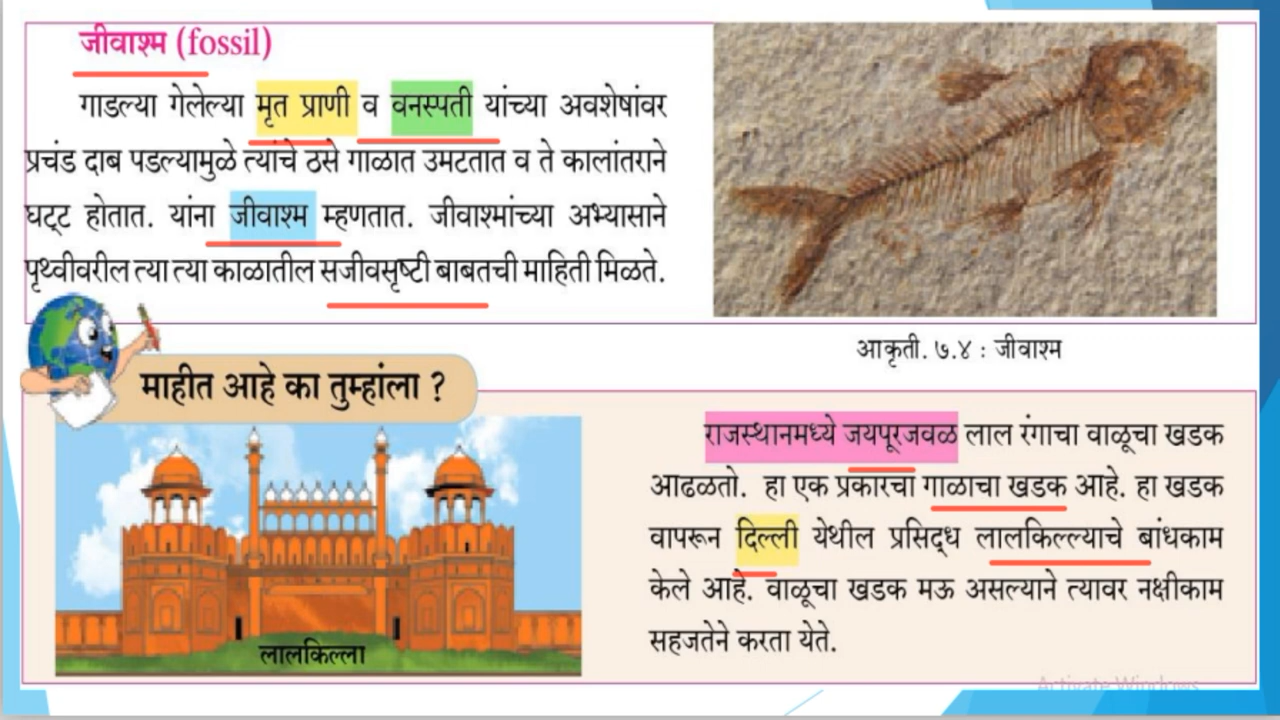 जीवाश्म (fossil)
गाडल्या गेलेल्या मृत प्राणी व वनस्पती यांच्या अवशेषांवर
प्रचंड दाब पडल्यामुळे त्यांचे ठसे गाळात उमटतात व ते कालांतराने
घट्ट होतात. यांना जीवाश्म म्हणतात. जीवाश्मांच्या अभ्यासाने
पृथ्वीवरील त्या त्या काळातील सजीवसृष्टी बाबतची माहिती मिळते.
आकृती. ७.४ : जीवाश्म
माहीत आहे का तुम्हांला ?
लालकिल्ला
राजस्थानमध्ये जयपूरजवळ लाल रंगाचा वाळूचा खडक
आढळतो. हा एक प्रकारचा गाळाचा खडक आहे. हा खडक
वापरून दिल्ली येथील प्रसिद्ध लालकिल्ल्याचे बांधकाम
केले आहे. वाळूचा खडक मऊ असल्याने त्यावर नक्षीकाम
सहजतेने करता येते.
Activate Windows